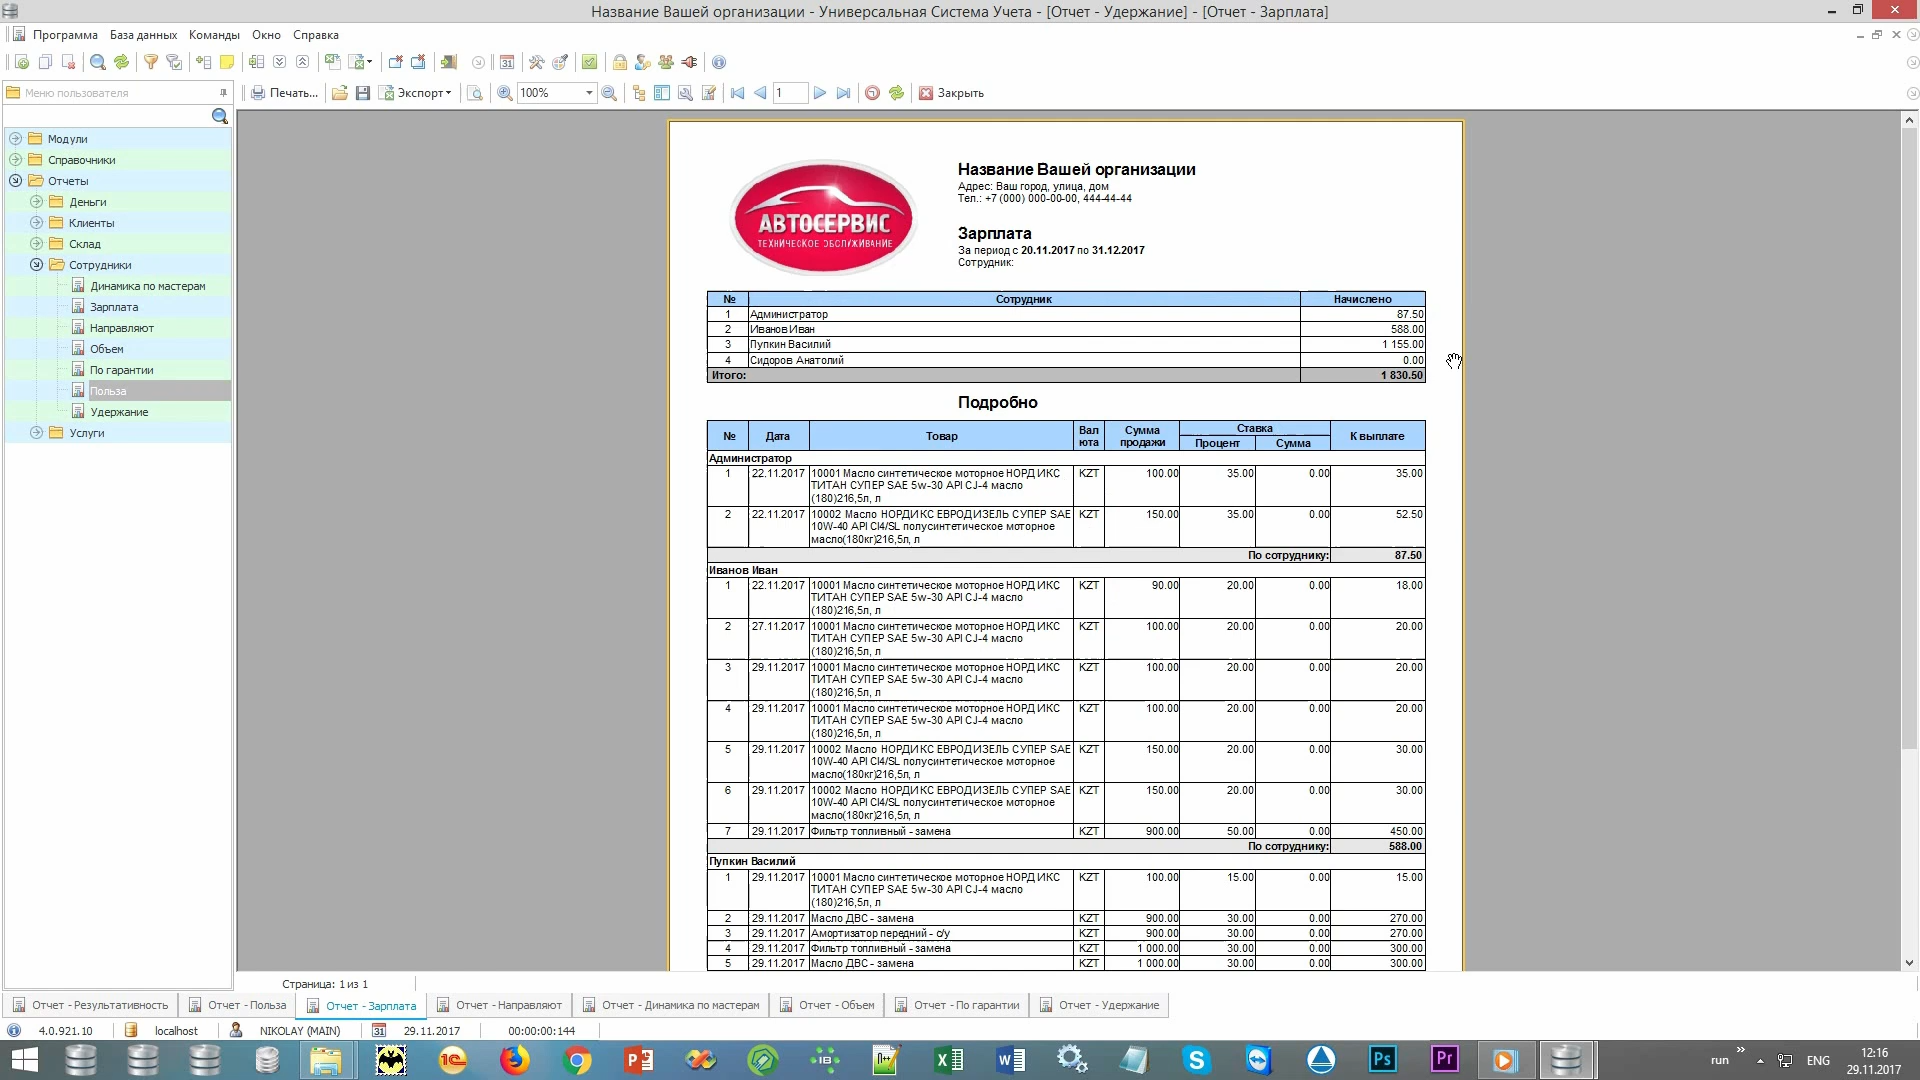 Название Вашей организации - Универсальная Система Учета - [Отчет - Удержание] - [Отчет - Зарплата]
Программа База данных Команды Окно Справка
Меню пользователя
Печать... Экспорт 100% 1 Закрыть
Модули
Справочники
Отчеты
Деньги
Клиенты
Склад
Сотрудники
Динамика по мастерам
Зарплата
Направляют
Объем
По гарантии
Польза
Удержание
Услуги
АВТОСЕРВИС
ТЕХНИЧЕСКОЕ ОБСЛУЖИВАНИЕ
Название Вашей организации
Адрес: Ваш город, улица, дом
Тел.: +7 (000) 000-00-00, 444-44-44
Зарплата
За период с 20.11.2017 по 31.12.2017
Сотрудник:
№ Сотрудник Начислено
1 Администратор 87.50
2 Иванов Иван 588.00
3 Пупкин Василий 1 155.00
4 Сидоров Анатолий 0.00
Итого: 1 830.50
Подробно
№ Дата Товар Вал Сумма Ставка К выплате
юта продажи Процент Сумма
Администратор
1 22.11.2017 10001 Масло синтетическое моторное НОРДИКС KZT 100.00 35.00 0.00 35.00
ТИТАН СУПЕР SAE 5w-30 API CJ-4 масло
(180)216,5л, л
2 22.11.2017 10002 Масло НОРДИКС ЕВРОДИЗЕЛЬ СУПЕР SAE KZT 150.00 35.00 0.00 52.50
10W-40 API CI4/SL полусинтетическое моторное
масло(180кг)216,5л, л
По сотруднику: 87.50
Иванов Иван
1 22.11.2017 10001 Масло синтетическое моторное НОРДИКС KZT 90.00 20.00 0.00 18.00
ТИТАН СУПЕР SAE 5w-30 API CJ-4 масло
(180)216,5л, л
2 27.11.2017 10001 Масло синтетическое моторное НОРДИКС KZT 100.00 20.00 0.00 20.00
ТИТАН СУПЕР SAE 5w-30 API CJ-4 масло
(180)216,5л, л
3 29.11.2017 10001 Масло синтетическое моторное НОРДИКС KZT 100.00 20.00 0.00 20.00
ТИТАН СУПЕР SAE 5w-30 API CJ-4 масло
(180)216,5л, л
4 29.11.2017 10001 Масло синтетическое моторное НОРДИКС KZT 100.00 20.00 0.00 20.00
ТИТАН СУПЕР SAE 5w-30 API CJ-4 масло
(180)216,5л, л
5 29.11.2017 10002 Масло НОРДИКС ЕВРОДИЗЕЛЬ СУПЕР SAE KZT 150.00 20.00 0.00 30.00
10W-40 API CI4/SL полусинтетическое моторное
масло(180кг)216,5л, л
6 29.11.2017 10002 Масло НОРДИКС ЕВРОДИЗЕЛЬ СУПЕР SAE KZT 150.00 20.00 0.00 30.00
10W-40 API CI4/SL полусинтетическое моторное
масло(180кг)216,5л, л
7 29.11.2017 Фильтр топливный - замена KZT 900.00 50.00 0.00 450.00
По сотруднику: 588.00
Пупкин Василий
1 29.11.2017 10001 Масло синтетическое моторное НОРДИКС KZT 100.00 15.00 0.00 15.00
ТИТАН СУПЕР SAE 5w-30 API CJ-4 масло
(180)216,5л, л
2 29.11.2017 Масло ДВС - замена KZT 900.00 30.00 0.00 270.00
3 29.11.2017 Амортизатор передний - с/у KZT 900.00 30.00 0.00 270.00
4 29.11.2017 Фильтр топливный - замена KZT 1 000.00 30.00 0.00 300.00
5 29.11.2017 Масло ДВС - замена KZT 1 000.00 30.00 0.00 300.00
Страница: 1 из 1
Отчет - Результативность Отчет - Польза Отчет - Зарплата Отчет - Направляют Отчет - Динамика по мастерам Отчет - Объем Отчет - По гарантии Отчет - Удержание
4.0.921.10 localhost NIKOLAY (MAIN) 31 29.11.2017 00:00:00:144
run ENG 12:16
29.11.2017